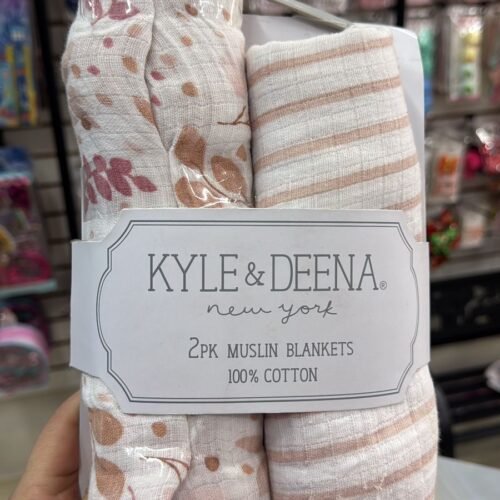 KYLE & DEENA®
new york
2PK MUSLIN BLANKETS
100% COTTON